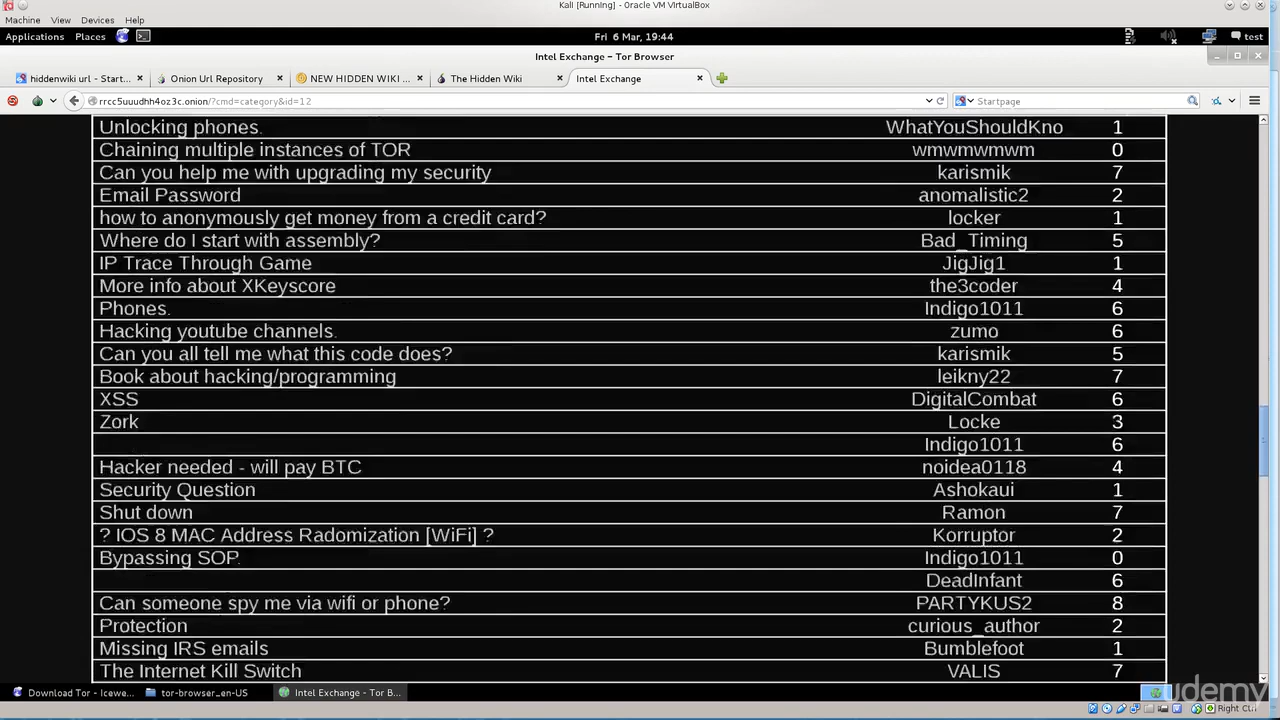 Kali [Running] - Oracle VM VirtualBox
Machine View Devices Help
Applications Places Fri 6 Mar, 19:44 test
Intel Exchange – Tor Browser
hiddenwiki url - Start... Onion Url Repository NEW HIDDEN WIKI ... The Hidden Wiki Intel Exchange
rrcc5uuudhh4oz3c.onion/?cmd=category&id=12 Startpage
Unlocking phones. WhatYouShouldKno 1
Chaining multiple instances of TOR wmwmwmwm 0
Can you help me with upgrading my security karismik 7
Email Password anomalistic2 2
how to anonymously get money from a credit card? locker 1
Where do I start with assembly? Bad_Timing 5
IP Trace Through Game JigJig1 1
More info about XKeyscore the3coder 4
Phones. Indigo1011 6
Hacking youtube channels. zumo 6
Can you all tell me what this code does? karismik 5
Book about hacking/programming leikny22 7
XSS DigitalCombat 6
Zork Locke 3
Indigo1011 6
Hacker needed - will pay BTC noidea0118 4
Security Question Ashokaui 1
Shut down Ramon 7
? IOS 8 MAC Address Radomization [WiFi] ? Korruptor 2
Bypassing SOP. Indigo1011 0
DeadInfant 6
Can someone spy me via wifi or phone? PARTYKUS2 8
Protection curious_author 2
Missing IRS emails Bumblefoot 1
The Internet Kill Switch VALIS 7
Download Tor - Icewe... tor-browser_en-US Intel Exchange - Tor B...
udemy
Right Ctrl